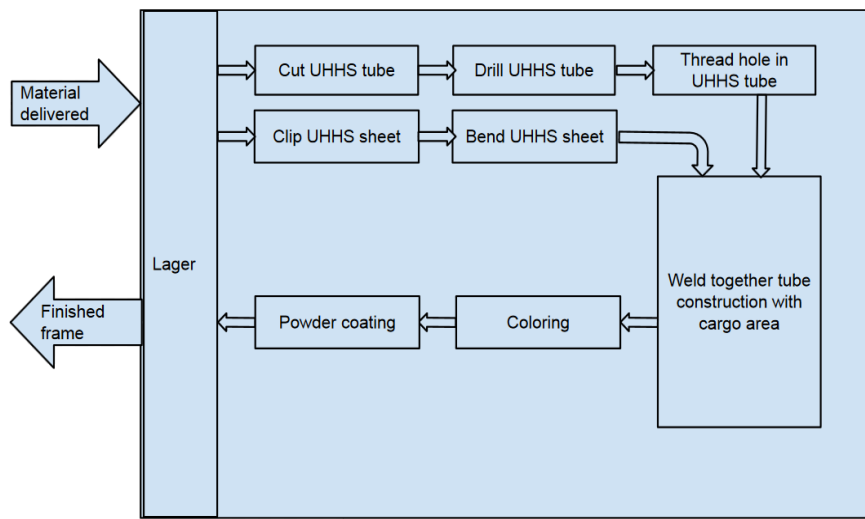 Material
delivered
Lager
Cut UHHS tube
Drill UHHS tube
Thread hole in
UHHS tube
Clip UHHS sheet
Bend UHHS sheet
Weld together tube
construction with
cargo area
Coloring
Powder coating
Finished
frame